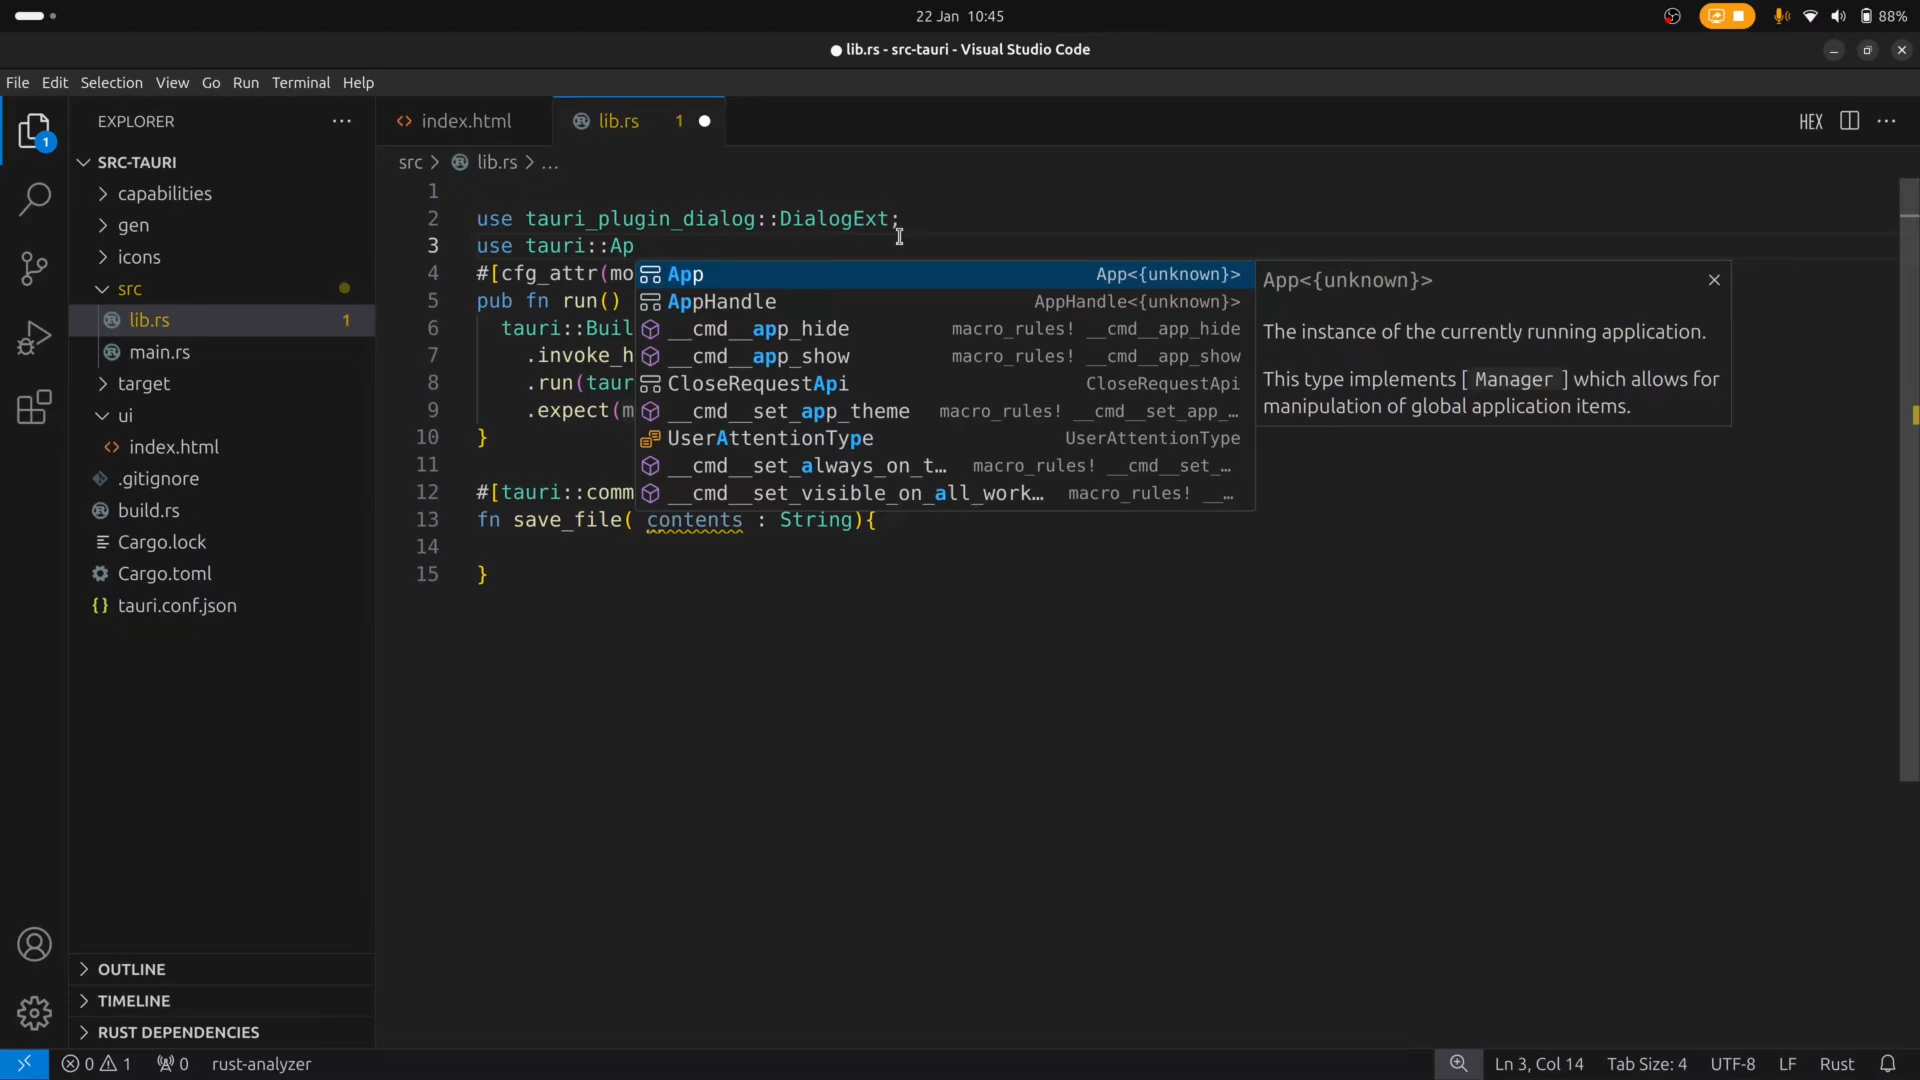 22 Jan 10:45
88%
lib.rs - src-tauri - Visual Studio Code
File Edit Selection View Go Run Terminal Help
EXPLORER
SRC-TAURI
capabilities
gen
icons
src
lib.rs 1
main.rs
target
ui
index.html
.gitignore
build.rs
Cargo.lock
Cargo.toml
tauri.conf.json
OUTLINE
TIMELINE
RUST DEPENDENCIES
1
index.html
lib.rs 1
HEX
src > lib.rs > ...
1
2 use tauri_plugin_dialog::DialogExt;
3 use tauri::Ap
4 #[cfg_attr(mo
5 pub fn run()
6 tauri::Buil
7 .invoke_h
8 .run(taur
9 .expect(m
10 }
11
12 #[tauri::comm
13 fn save_file( contents : String){
14
15 }
App App<{unknown}>
AppHandle AppHandle<{unknown}>
__cmd__app_hide macro_rules! __cmd__app_hide
__cmd__app_show macro_rules! __cmd__app_show
CloseRequestApi CloseRequestApi
__cmd__set_app_theme macro_rules! __cmd__set_app_…
UserAttentionType UserAttentionType
__cmd__set_always_on_t… macro_rules! __cmd__set_…
__cmd__set_visible_on_all_work… macro_rules! __…
App<{unknown}>
The instance of the currently running application.
This type implements [ Manager ] which allows for
manipulation of global application items.
0 1 0 rust-analyzer
Ln 3, Col 14 Tab Size: 4 UTF-8 LF Rust